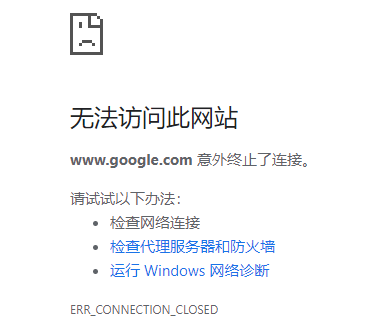 无法访问此网站
www.google.com 意外终止了连接。
请试试以下办法：
• 检查网络连接
• 检查代理服务器和防火墙
• 运行 Windows 网络诊断
ERR_CONNECTION_CLOSED